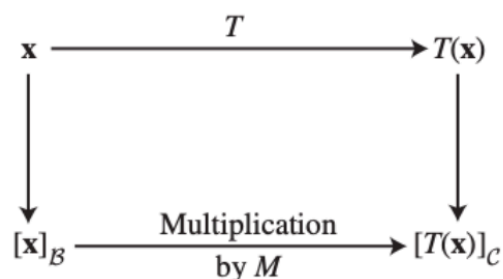 T
x T(x)
[x]_B Multiplication [T(x)]_C
by M